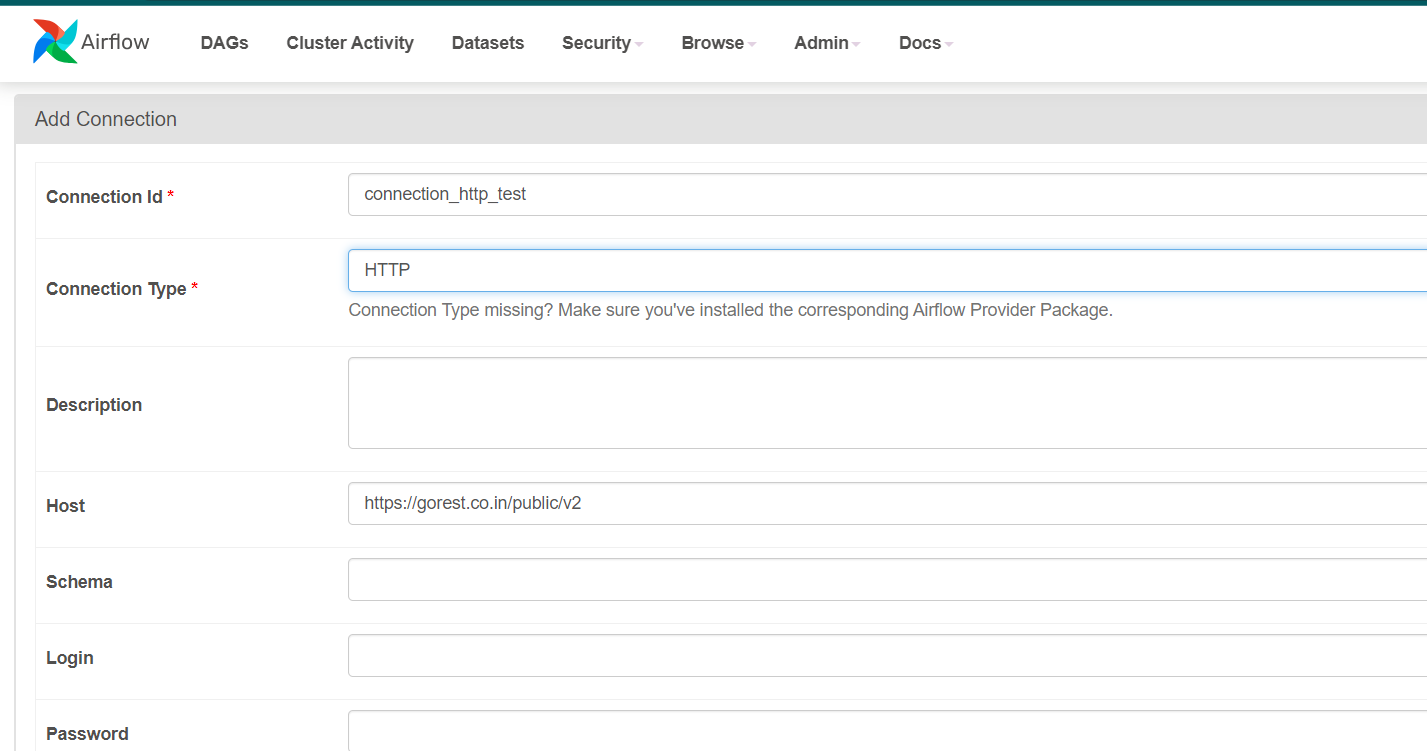 Airflow DAGs Cluster Activity Datasets Security Browse Admin Docs
Add Connection
Connection Id * connection_http_test
Connection Type * HTTP
Connection Type missing? Make sure you've installed the corresponding Airflow Provider Package.
Description
Host https://gorest.co.in/public/v2
Schema
Login
Password